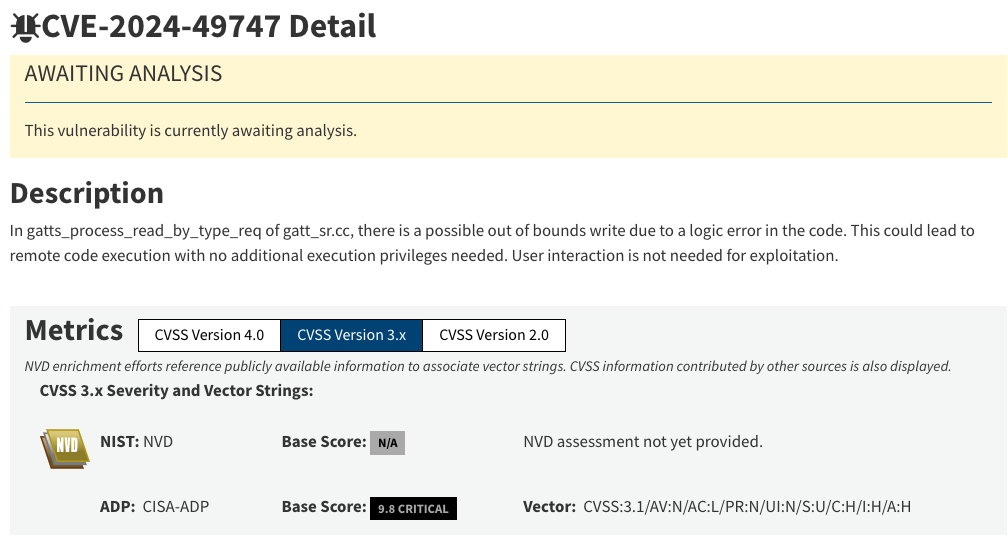 CVE-2024-49747 Detail
AWAITING ANALYSIS
This vulnerability is currently awaiting analysis.
Description
In gatts_process_read_by_type_req of gatt_sr.cc, there is a possible out of bounds write due to a logic error in the code. This could lead to
remote code execution with no additional execution privileges needed. User interaction is not needed for exploitation.
Metrics CVSS Version 4.0 CVSS Version 3.x CVSS Version 2.0
NVD enrichment efforts reference publicly available information to associate vector strings. CVSS information contributed by other sources is also displayed.
CVSS 3.x Severity and Vector Strings:
NVD NIST: NVD Base Score: N/A NVD assessment not yet provided.
ADP: CISA-ADP Base Score: 9.8 CRITICAL Vector: CVSS:3.1/AV:N/AC:L/PR:N/UI:N/S:U/C:H/I:H/A:H